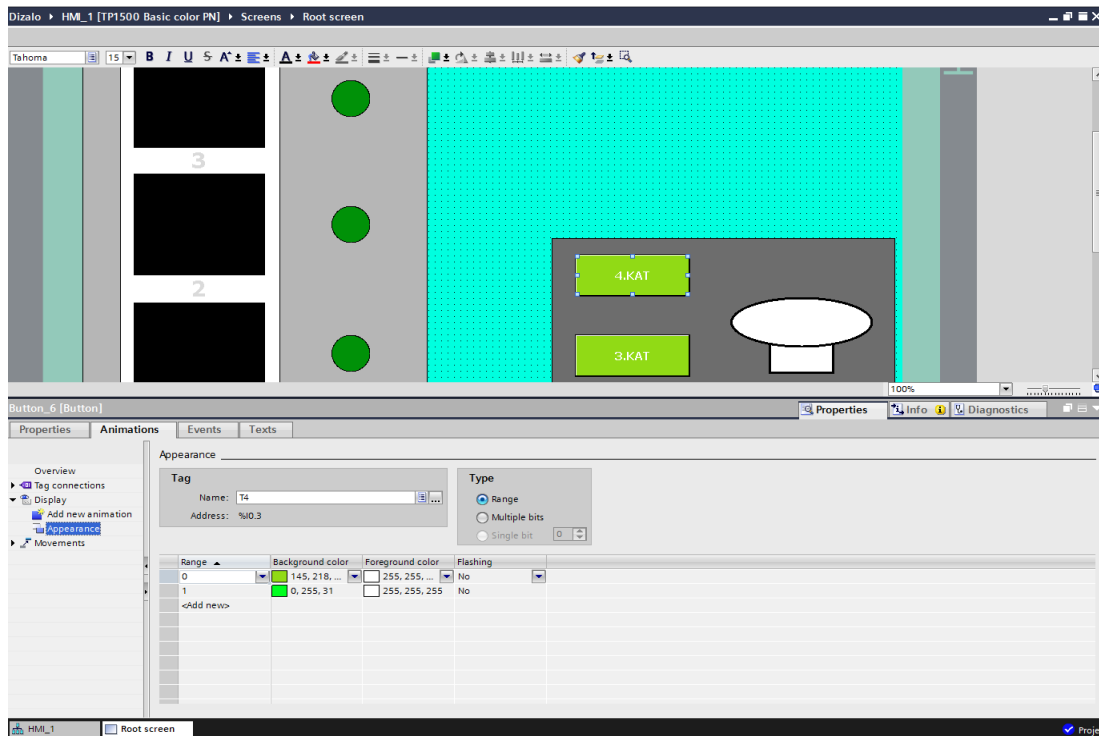 Dizalo ▸ HMI_1 [TP1500 Basic color PN] ▸ Screens ▸ Root screen
Tahoma 15 B I U S A A
3
2
4.KAT
3.KAT
100%
Button_6 [Button]
Properties Info Diagnostics
Properties Animations Events Texts
Appearance
Overview
Tag connections
Display
Add new animation
Appearance
Movements
Tag
Name: T4
Address: %I0.3
Type
Range
Multiple bits
Single bit 0
Range Background color Foreground color Flashing
0 145, 218, ... 255, 255, ... No
1 0, 255, 31 255, 255, 255 No
<Add new>
HMI_1 Root screen
Proje